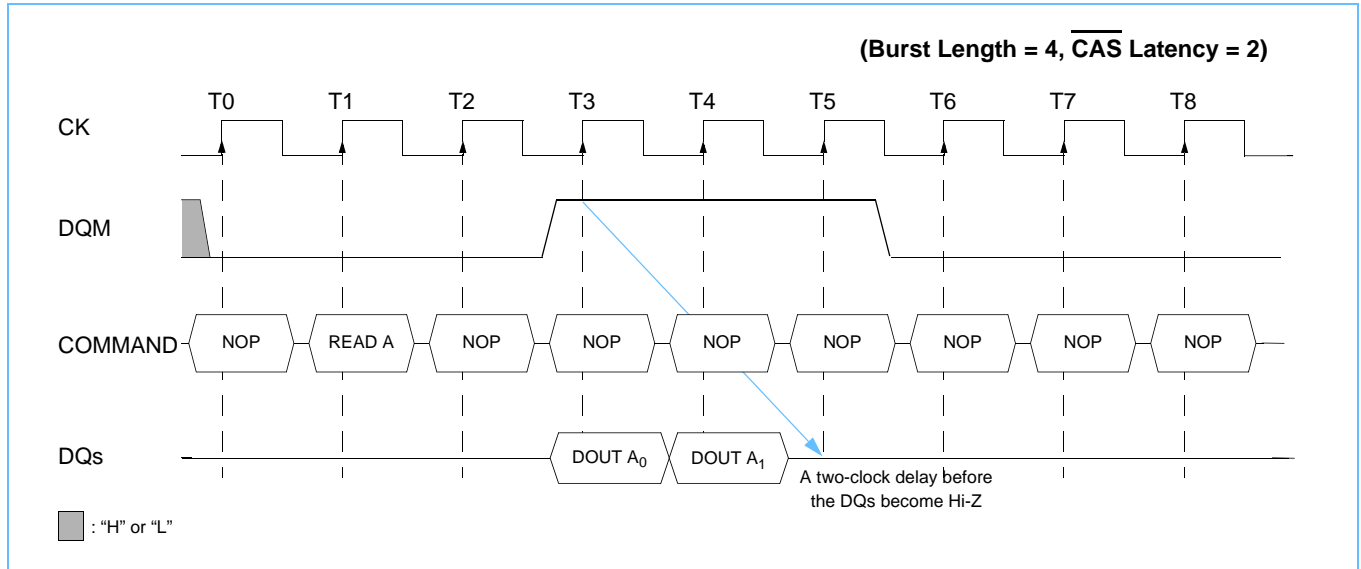 (Burst Length = 4, CAS Latency = 2)
T0 T1 T2 T3 T4 T5 T6 T7 T8
CK
DQM
COMMAND NOP READ A NOP NOP NOP NOP NOP NOP NOP
DQs DOUT A0 DOUT A1
A two-clock delay before
the DQs become Hi-Z
: “H” or “L”